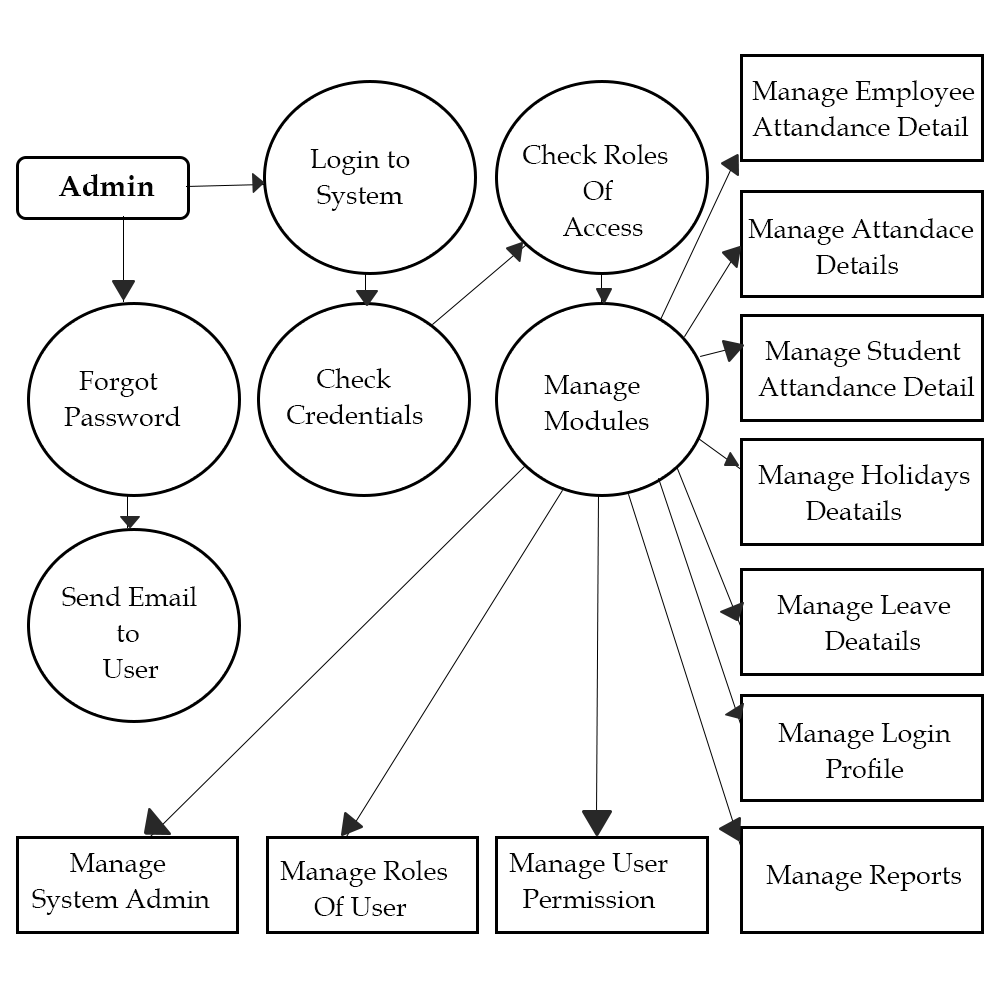 Admin
Login to
System
Check Roles
Of
Access
Manage Employee
Attandance Detail
Manage Attandace
Details
Forgot
Password
Check
Credentials
Manage
Modules
Manage Student
Attandance Detail
Manage Holidays
Deatails
Send Email
to
User
Manage Leave
Deatails
Manage Login
Profile
Manage
System Admin
Manage Roles
Of User
Manage User
Permission
Manage Reports